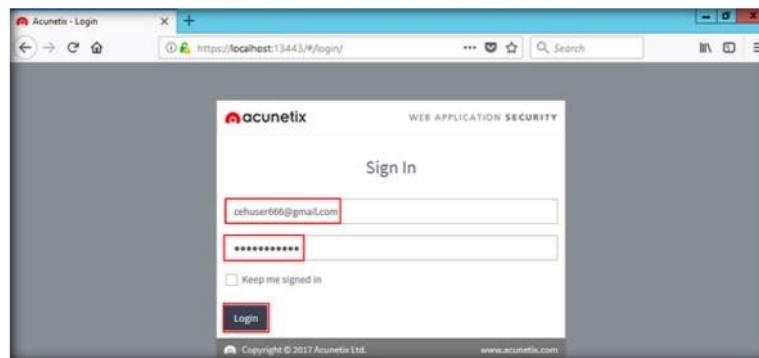 Acunetix - Login
https://localhost:13443/#/login/
Search
acunetix
WEB APPLICATION SECURITY
Sign In
cehuser666@gmail.com
•••••••••••
Keep me signed in
Login
Copyright © 2017 Acunetix Ltd.
www.acunetix.com